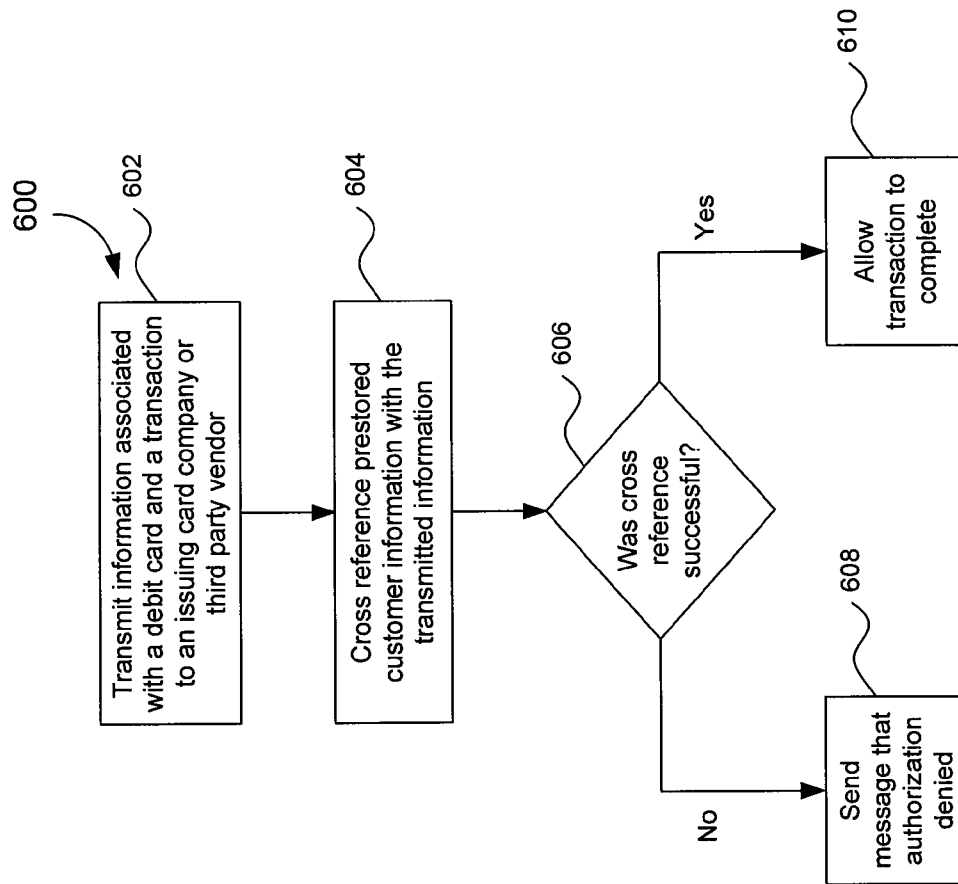 600
602
Transmit information associated
with a debit card and a transaction
to an issuing card company or
third party vendor
604
Cross reference prestored
customer information with the
transmitted information
606
Was cross
reference
successful?
No
Yes
608
Send
message that
authorization
denied
610
Allow
transaction to
complete